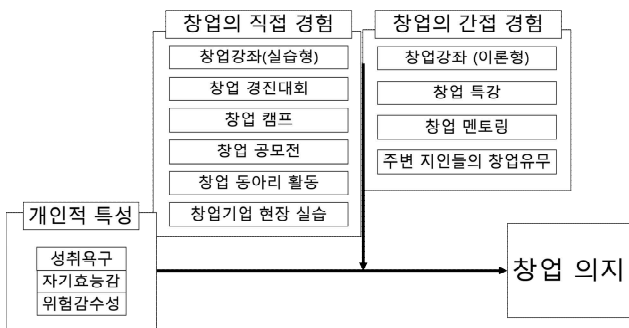 창업의 직접 경험
창업강좌(실습형)
창업 경진대회
창업 캠프
창업 공모전
창업 동아리 활동
창업기업 현장 실습
창업의 간접 경험
창업강좌 (이론형)
창업 특강
창업 멘토링
주변 지인들의 창업유무
개인적 특성
성취욕구
자기효능감
위험감수성
창업 의지